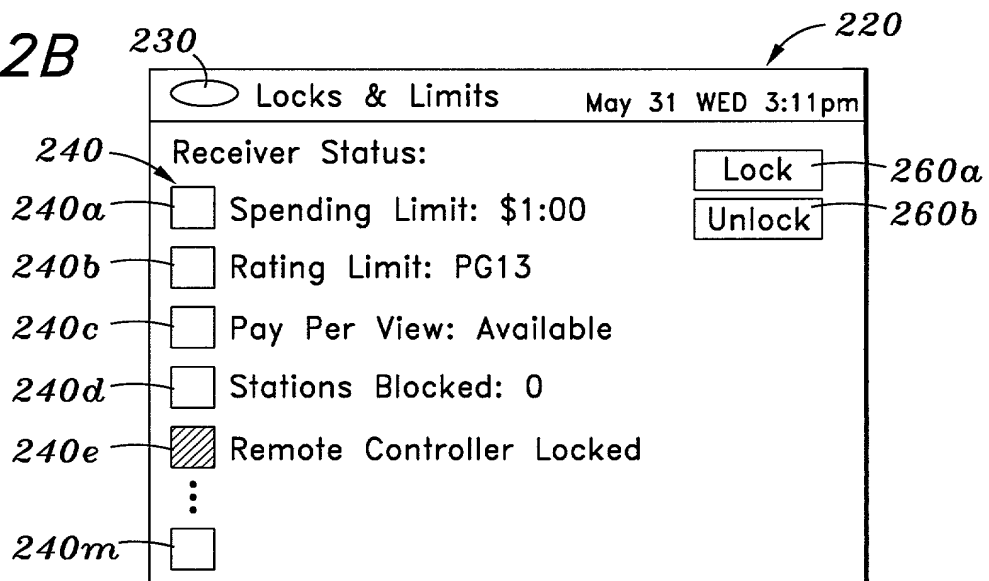 2B
230
220
Locks & Limits May 31 WED 3:11pm
240
Receiver Status:
Lock
260a
240a
Spending Limit: $1:00
Unlock
260b
240b
Rating Limit: PG13
240c
Pay Per View: Available
240d
Stations Blocked: 0
240e
Remote Controller Locked
240m